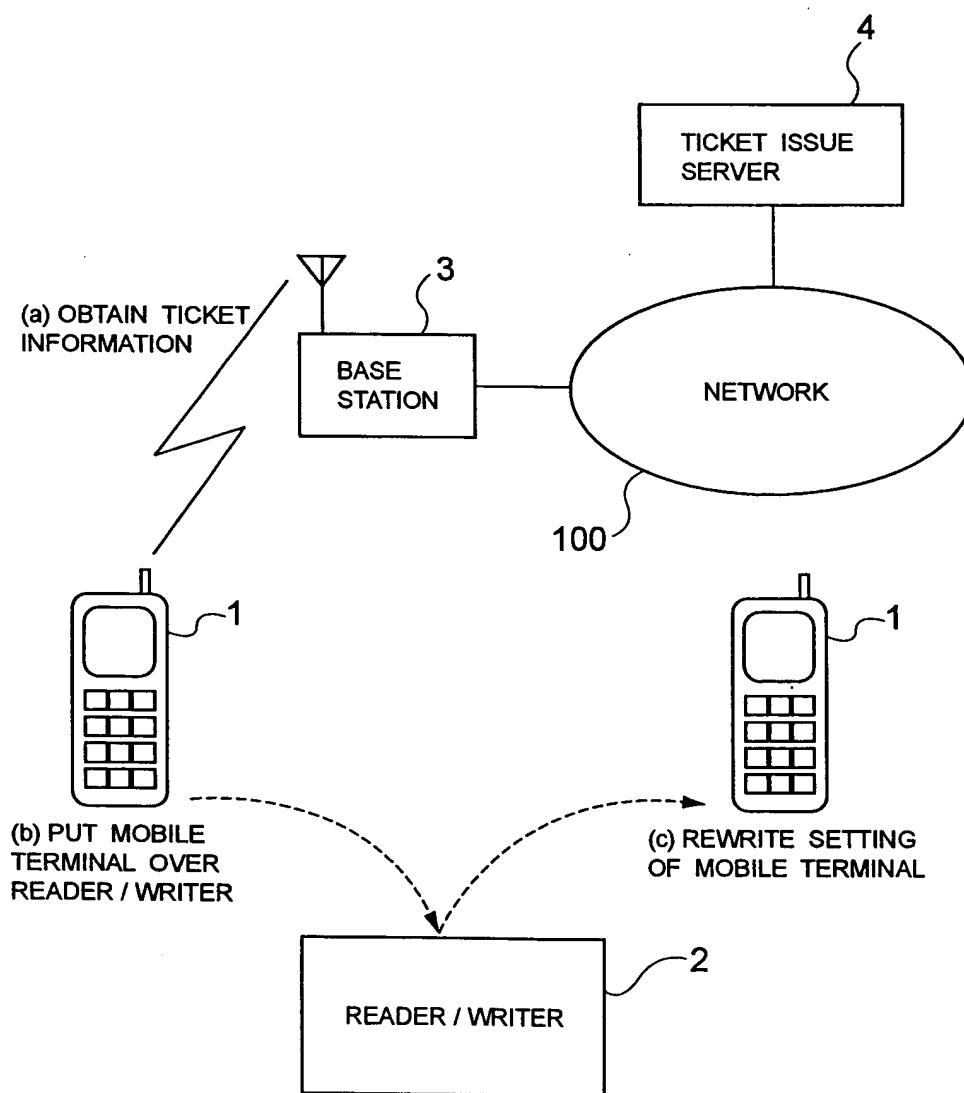 4
TICKET ISSUE
SERVER
3
(a) OBTAIN TICKET
INFORMATION
BASE
STATION
NETWORK
100
1
1
(b) PUT MOBILE
TERMINAL OVER
READER / WRITER
(c) REWRITE SETTING
OF MOBILE TERMINAL
2
READER / WRITER